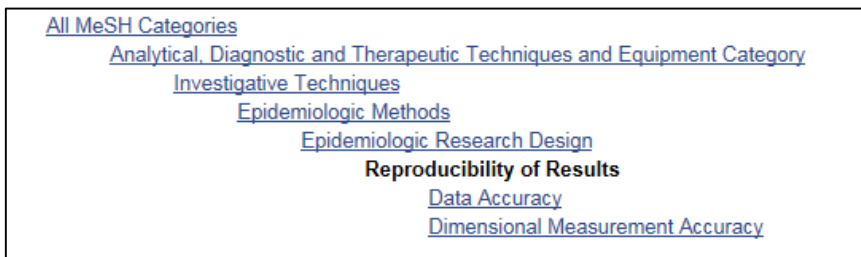 All MeSH Categories
Analytical, Diagnostic and Therapeutic Techniques and Equipment Category
Investigative Techniques
Epidemiologic Methods
Epidemiologic Research Design
Reproducibility of Results
Data Accuracy
Dimensional Measurement Accuracy